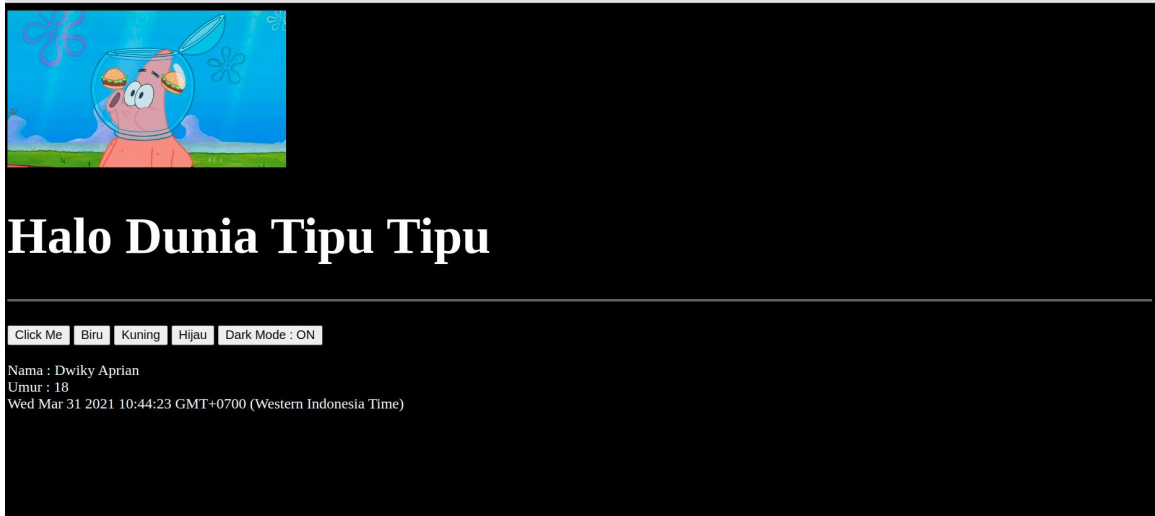 Halo Dunia Tipu Tipu
Click Me Biru Kuning Hijau Dark Mode : ON
Nama : Dwiky Aprian
Umur : 18
Wed Mar 31 2021 10:44:23 GMT+0700 (Western Indonesia Time)